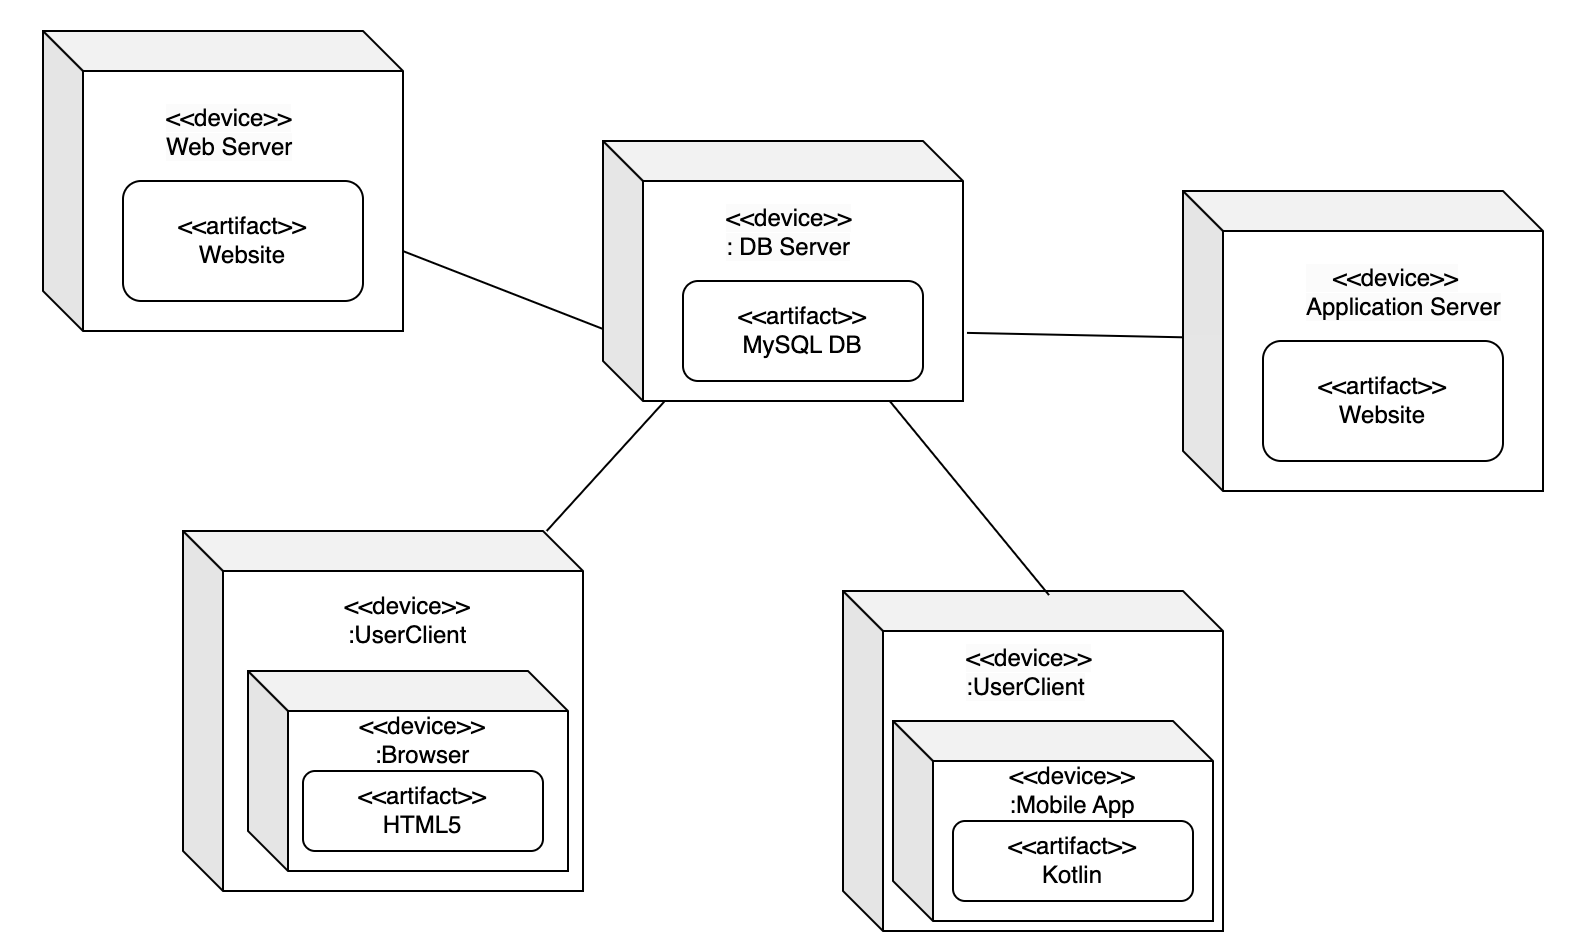 <<device>>
Web Server
<<artifact>>
Website
<<device>>
: DB Server
<<artifact>>
MySQL DB
<<device>>
Application Server
<<artifact>>
Website
<<device>>
:UserClient
<<device>>
:Browser
<<artifact>>
HTML5
<<device>>
:UserClient
<<device>>
:Mobile App
<<artifact>>
Kotlin